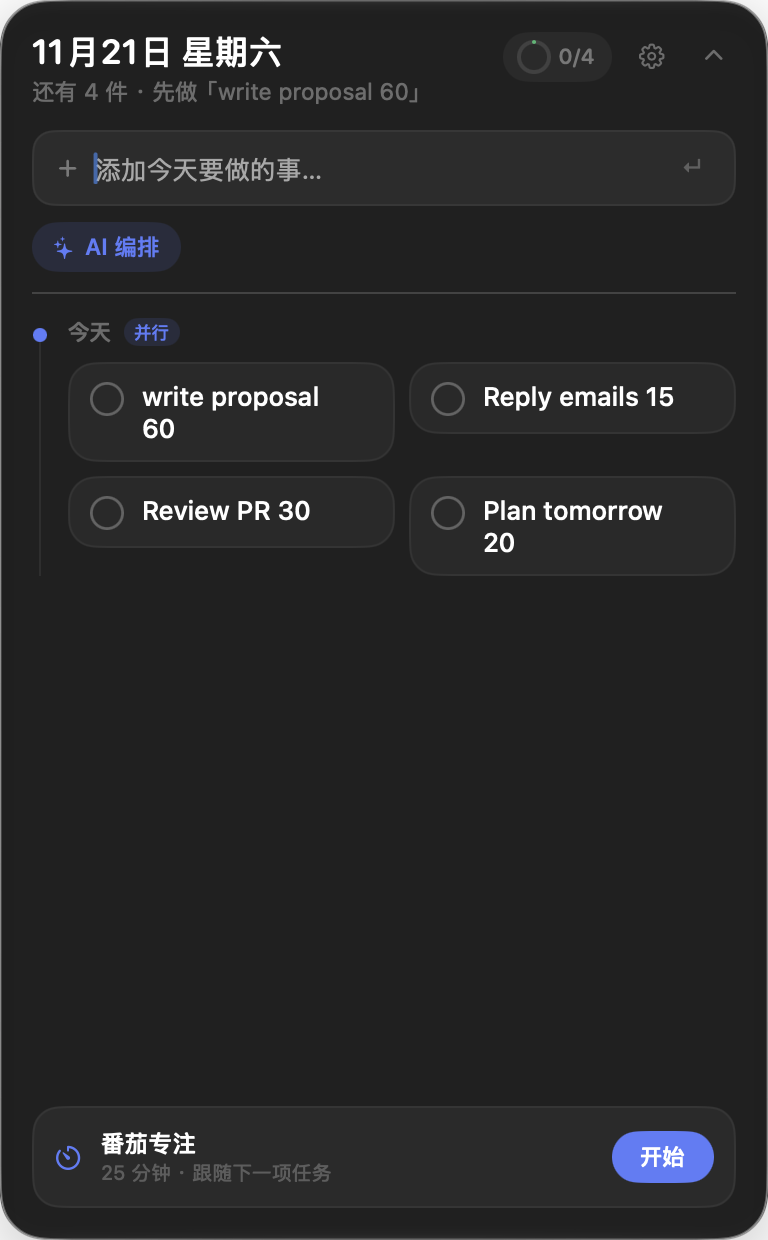 11月21日 星期六
0/4
还有 4 件 · 先做「write proposal 60」
添加今天要做的事...
AI 编排
今天 并行
write proposal
60
Reply emails 15
Review PR 30
Plan tomorrow
20
番茄专注
25 分钟 · 跟随下一项任务
开始